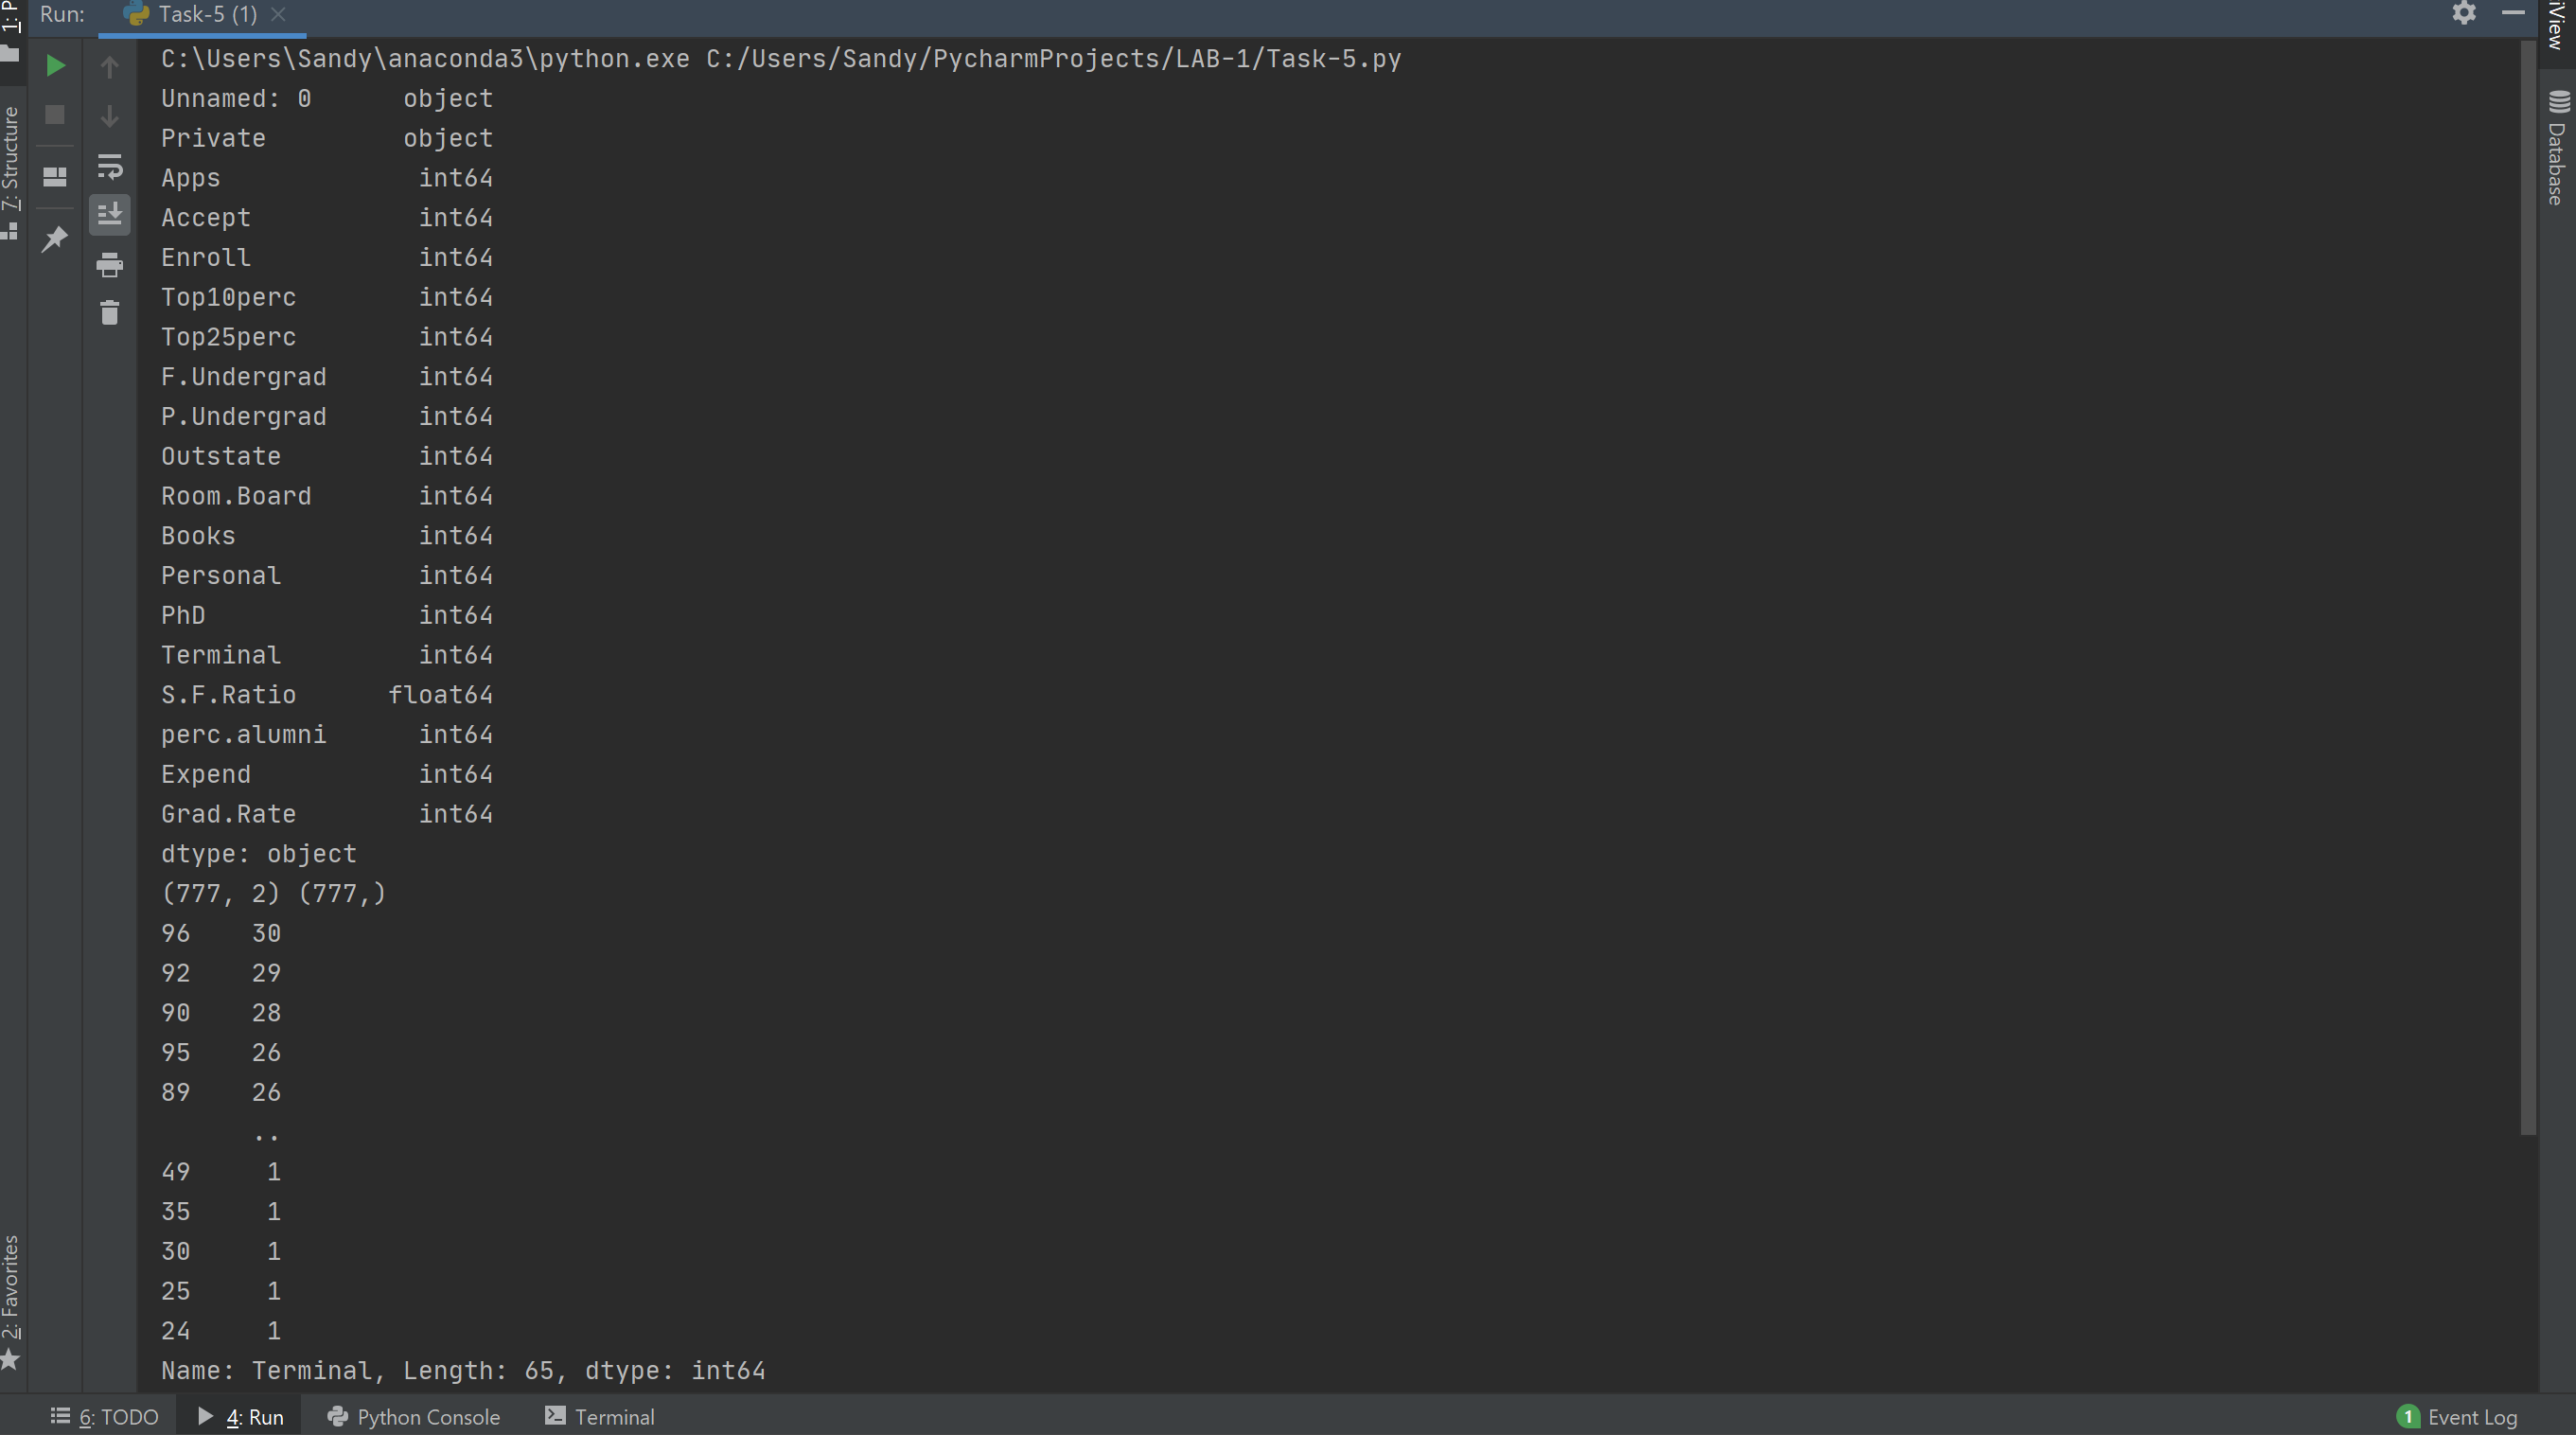 Run: Task-5 (1)
C:\Users\Sandy\anaconda3\python.exe C:/Users/Sandy/PycharmProjects/LAB-1/Task-5.py
Unnamed: 0      object
Private         object
Apps             int64
Accept           int64
Enroll           int64
Top10perc        int64
Top25perc        int64
F.Undergrad      int64
P.Undergrad      int64
Outstate         int64
Room.Board       int64
Books            int64
Personal         int64
PhD              int64
Terminal         int64
S.F.Ratio      float64
perc.alumni      int64
Expend           int64
Grad.Rate        int64
dtype: object
(777, 2) (777,)
96    30
92    29
90    28
95    26
89    26
      ..
49     1
35     1
30     1
25     1
24     1
Name: Terminal, Length: 65, dtype: int64
1: P
7: Structure
2: Favorites
iView
Database
6: TODO
4: Run
Python Console
Terminal
1 Event Log